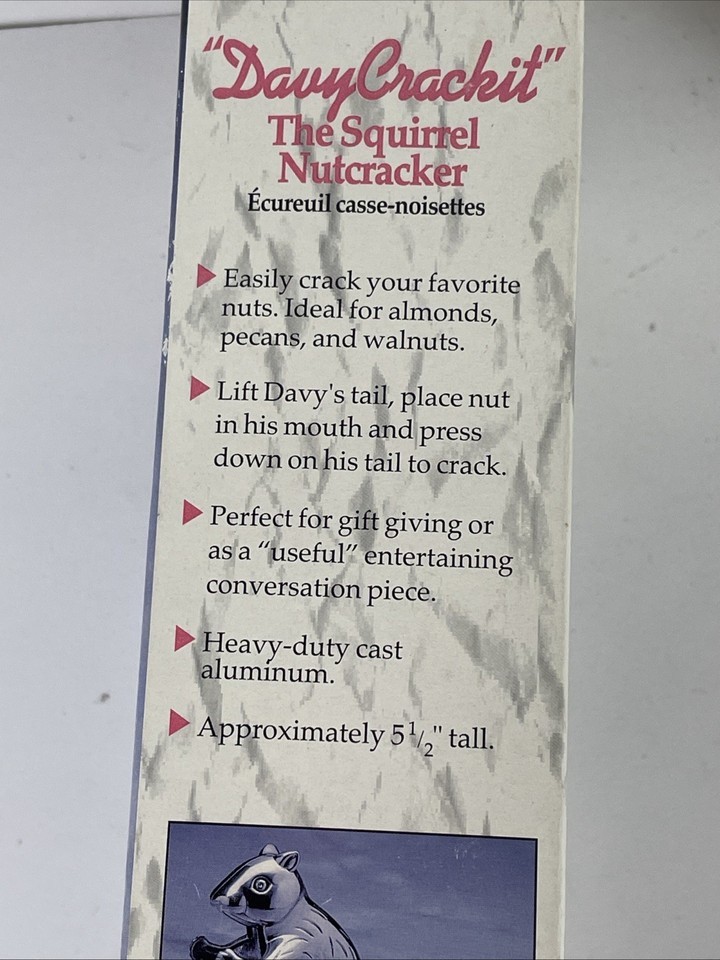 “Davy Crackit”
The Squirrel
Nutcracker
Écureuil casse-noisettes
Easily crack your favorite
nuts. Ideal for almonds,
pecans, and walnuts.
Lift Davy's tail, place nut
in his mouth and press
down on his tail to crack.
Perfect for gift giving or
as a “useful” entertaining
conversation piece.
Heavy-duty cast
aluminum.
Approximately 5 1/2" tall.